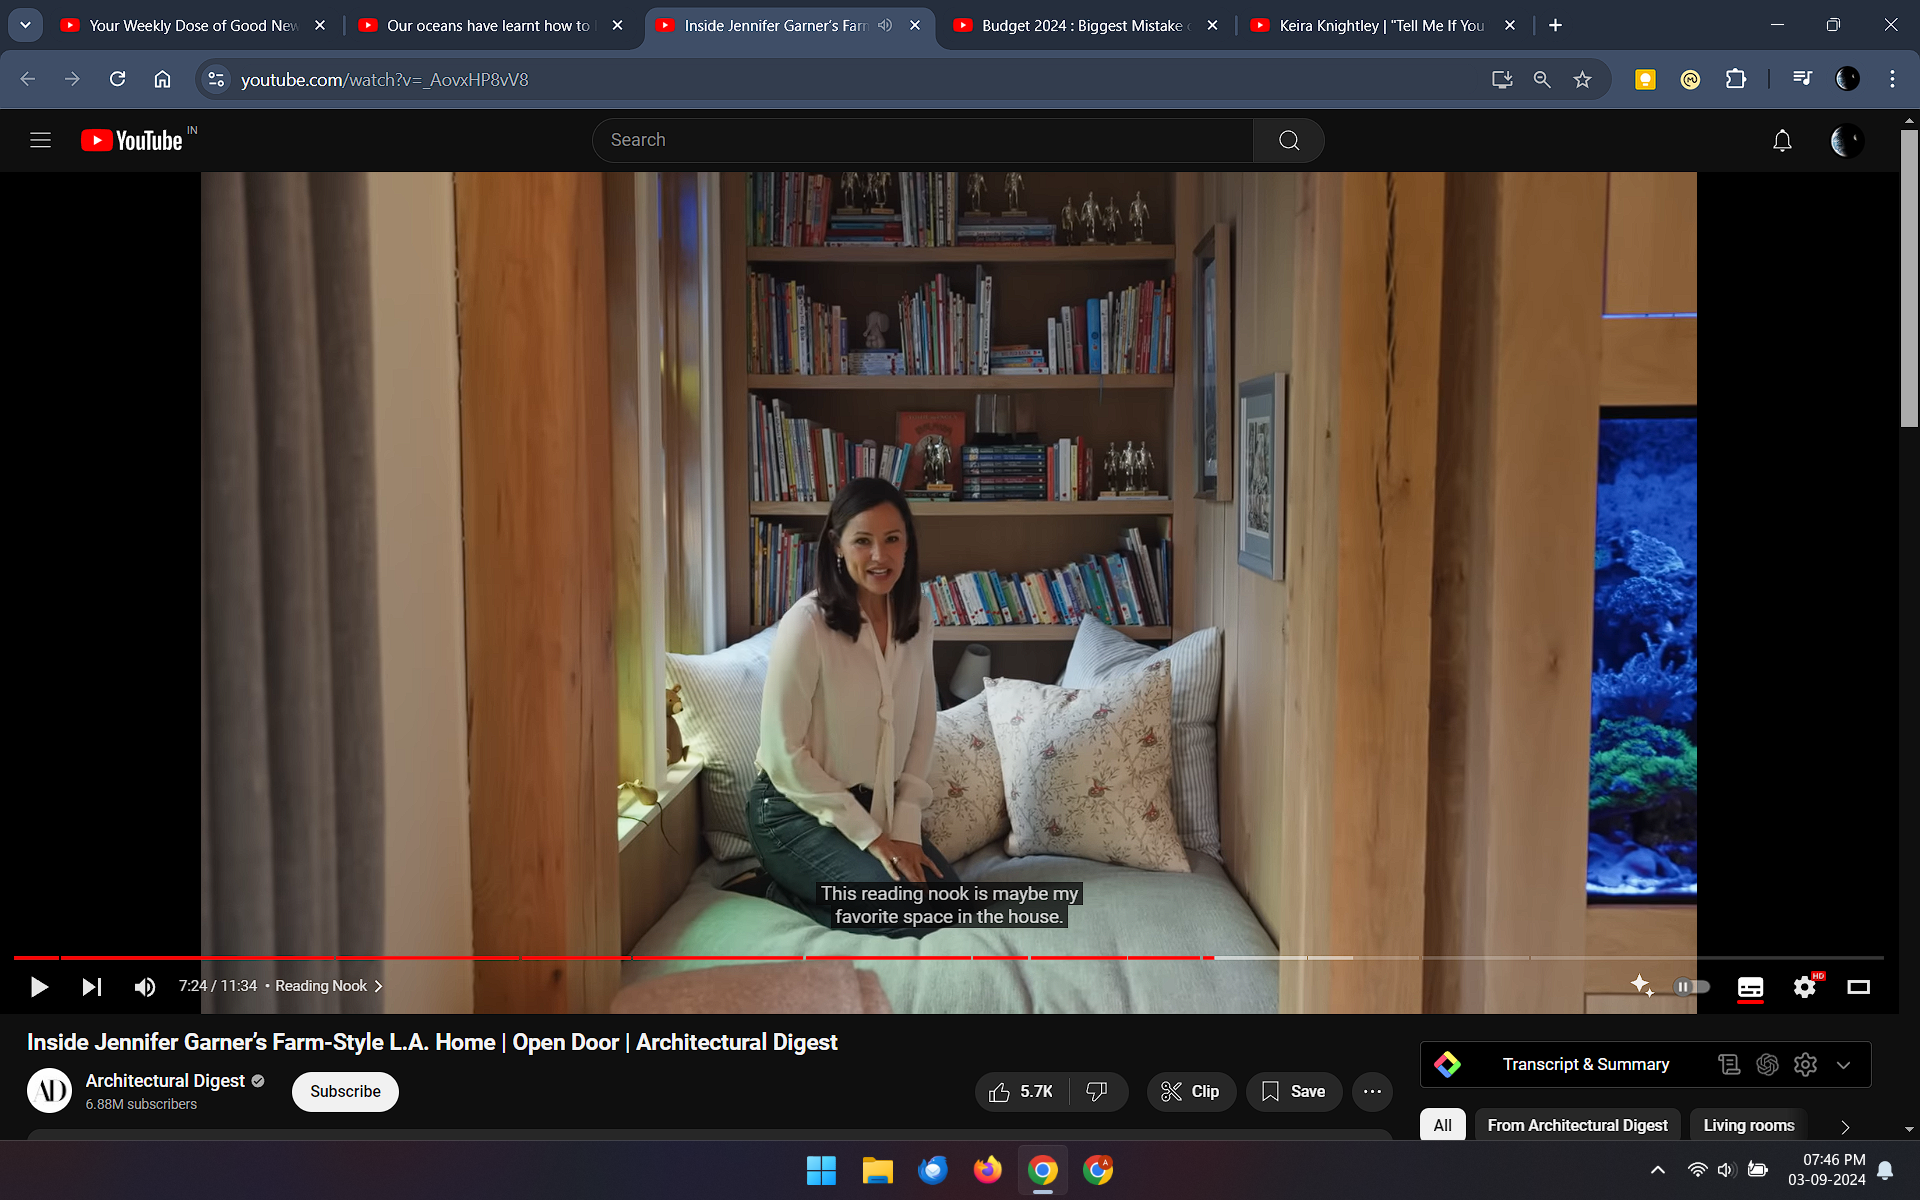 Your Weekly Dose of Good New
Our oceans have learnt how to
Inside Jennifer Garner's Farm
Budget 2024 : Biggest Mistake
Keira Knightley | "Tell Me If You
youtube.com/watch?v=_AovxHP8vV8
YouTube IN
Search
This reading nook is maybe my
favorite space in the house.
7:24 / 11:34 • Reading Nook
HD
Inside Jennifer Garner's Farm-Style L.A. Home | Open Door | Architectural Digest
AD
Architectural Digest
6.88M subscribers
Subscribe
5.7K
Clip
Save
Transcript & Summary
All
From Architectural Digest
Living rooms
07:46 PM
03-09-2024